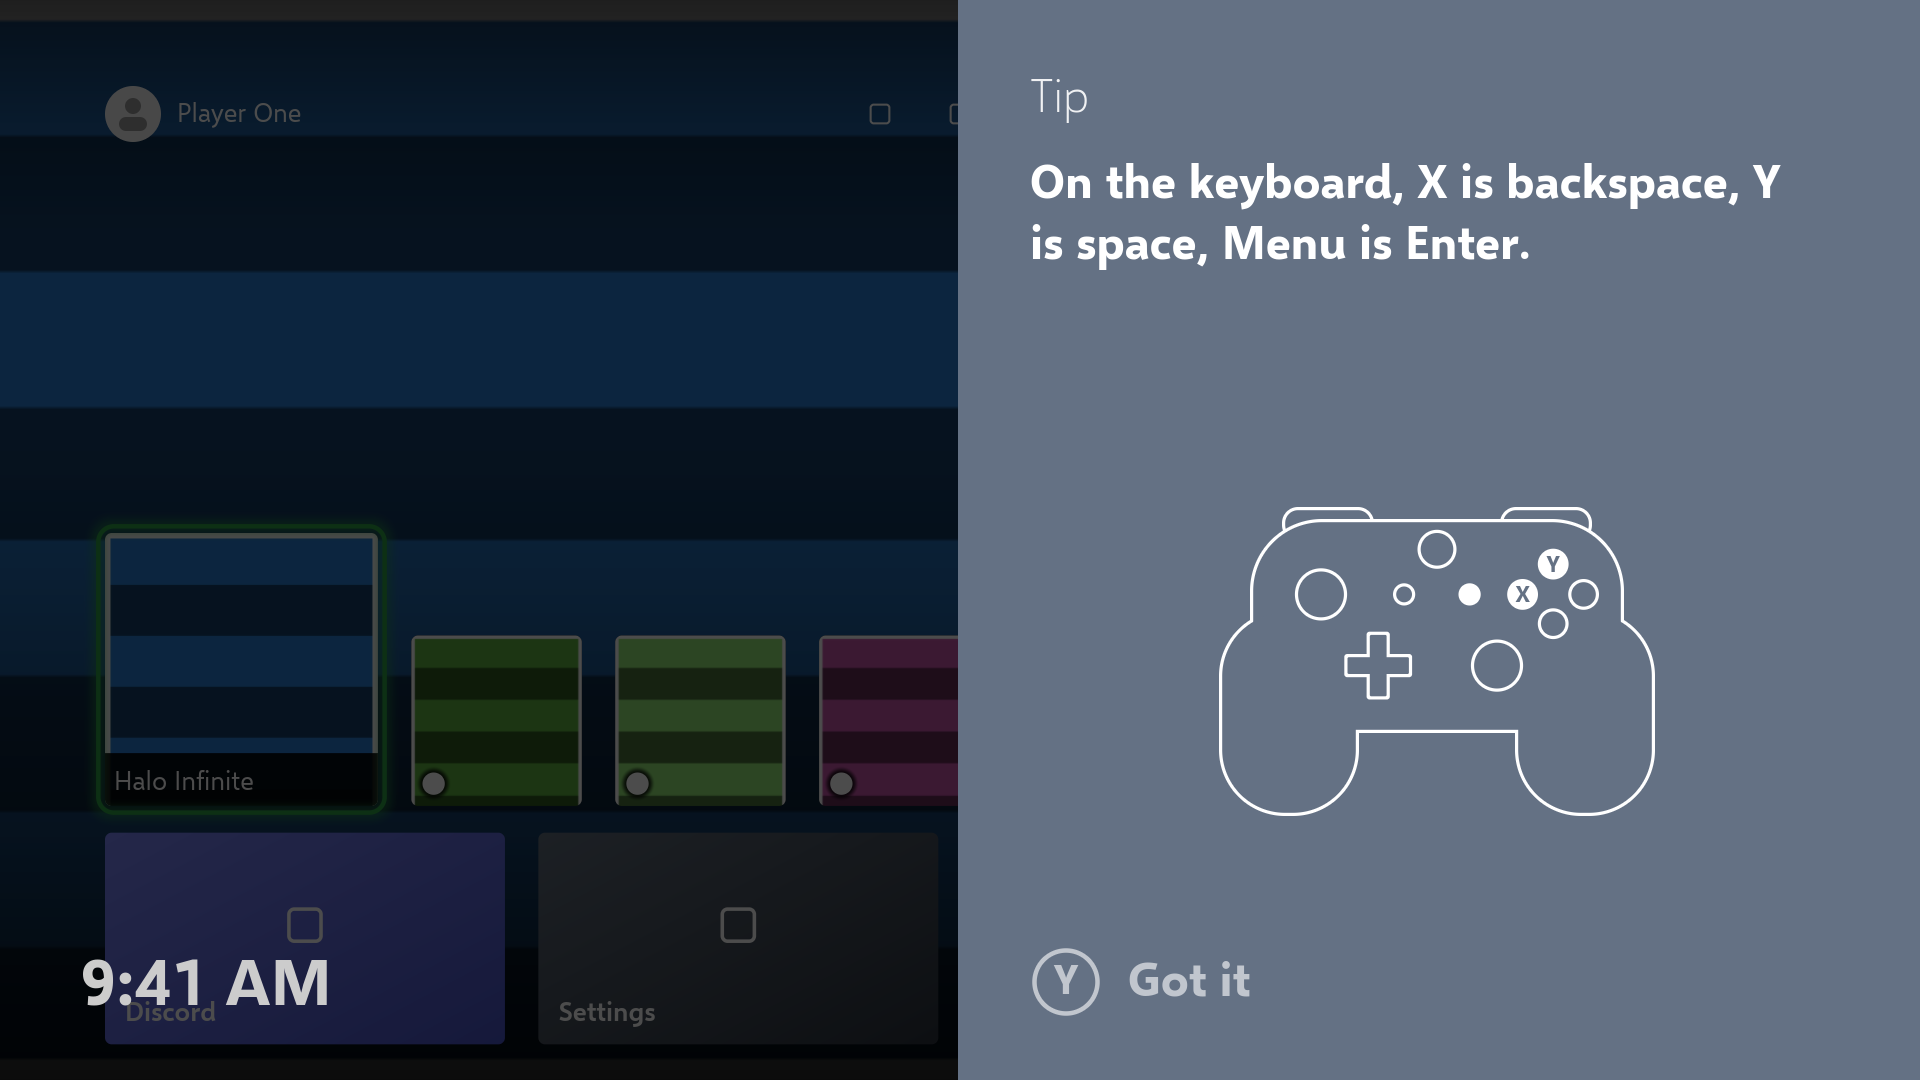 Player One
Halo Infinite
Discord
Settings
9:41 AM
Tip
On the keyboard, X is backspace, Y
is space, Menu is Enter.
Y
X
Y Got it